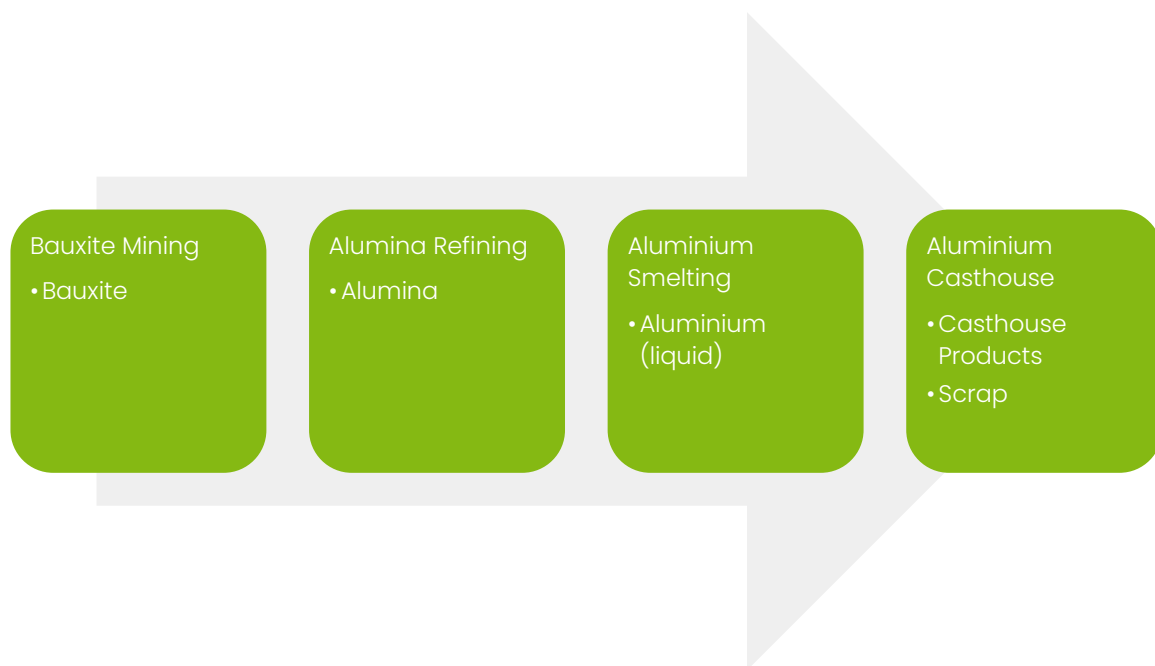 Bauxite Mining
• Bauxite
Alumina Refining
• Alumina
Aluminium
Smelting
• Aluminium
(liquid)
Aluminium
Casthouse
• Casthouse
Products
• Scrap